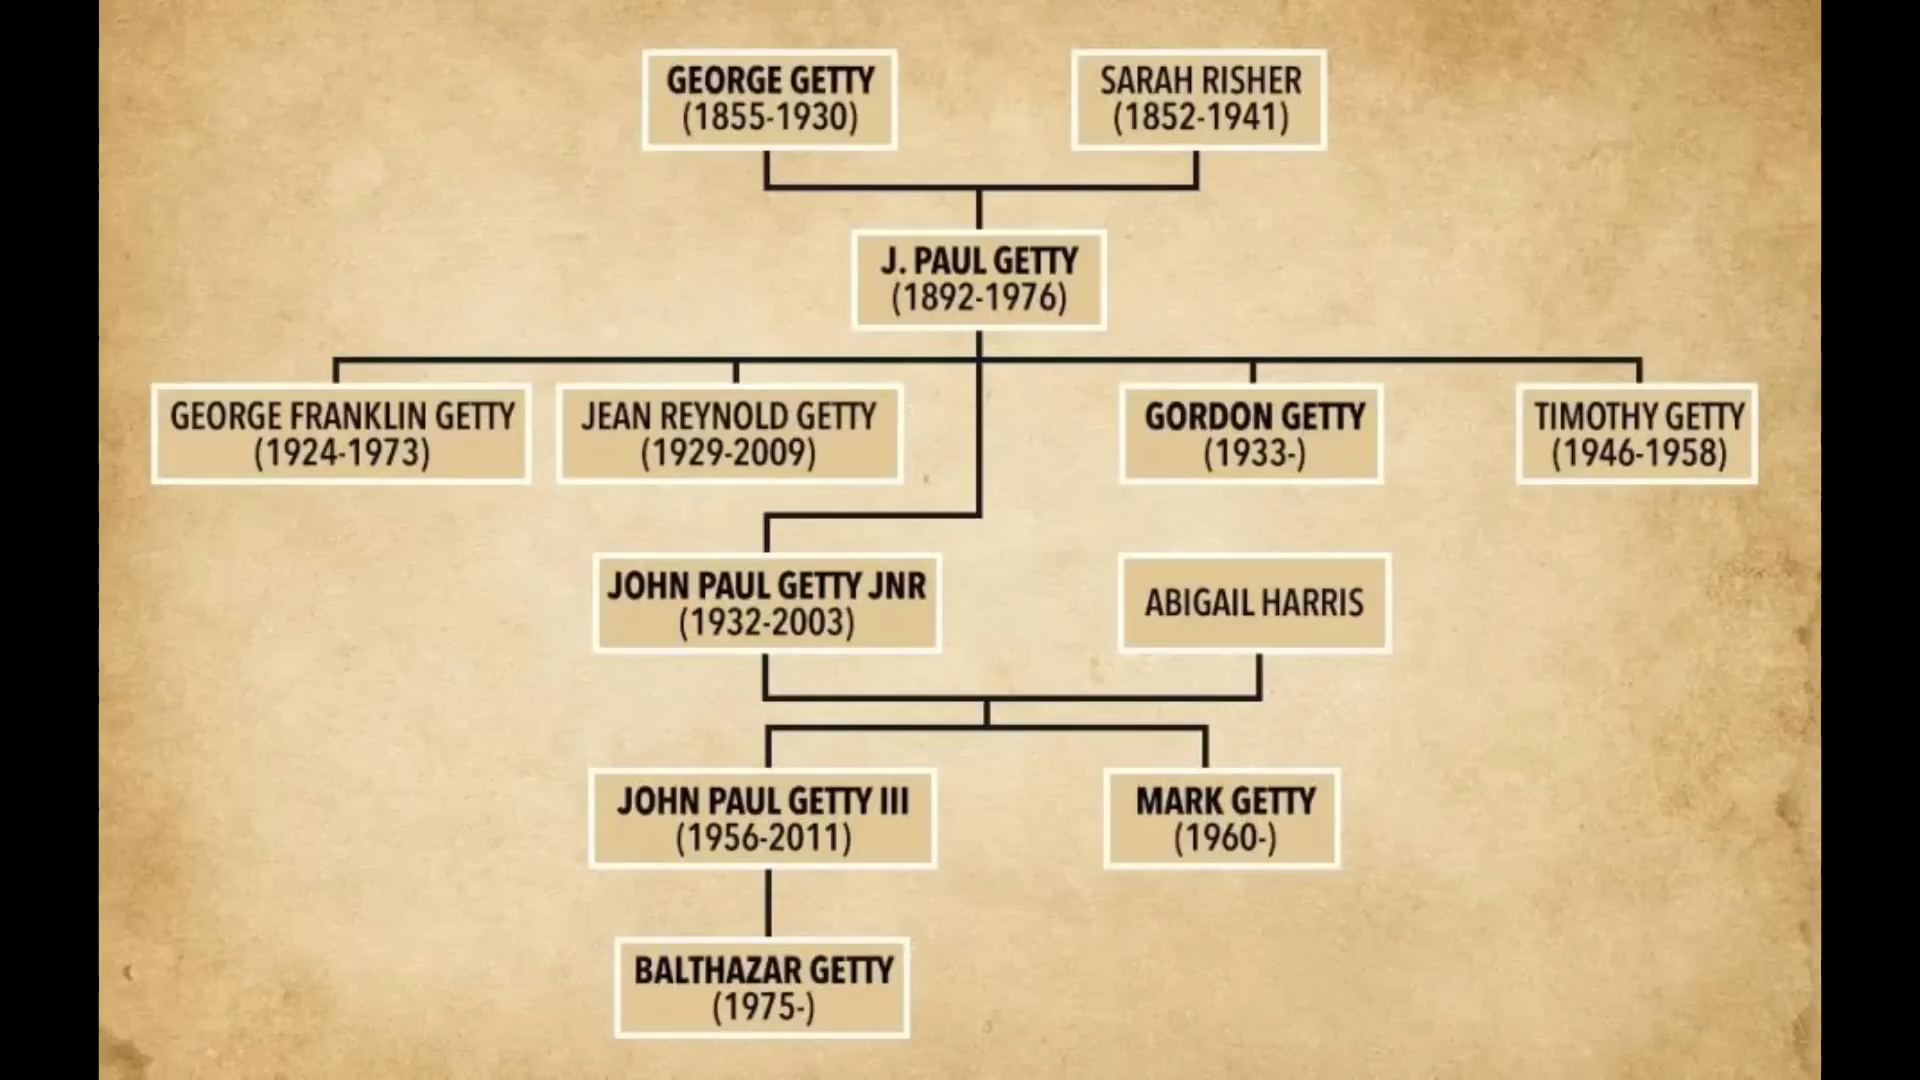 GEORGE GETTY
(1855-1930)
SARAH RISHER
(1852-1941)
J. PAUL GETTY
(1892-1976)
GEORGE FRANKLIN GETTY
(1924-1973)
JEAN REYNOLD GETTY
(1929-2009)
GORDON GETTY
(1933-)
TIMOTHY GETTY
(1946-1958)
JOHN PAUL GETTY JNR
(1932-2003)
ABIGAIL HARRIS
JOHN PAUL GETTY III
(1956-2011)
MARK GETTY
(1960-)
BALTHAZAR GETTY
(1975-)